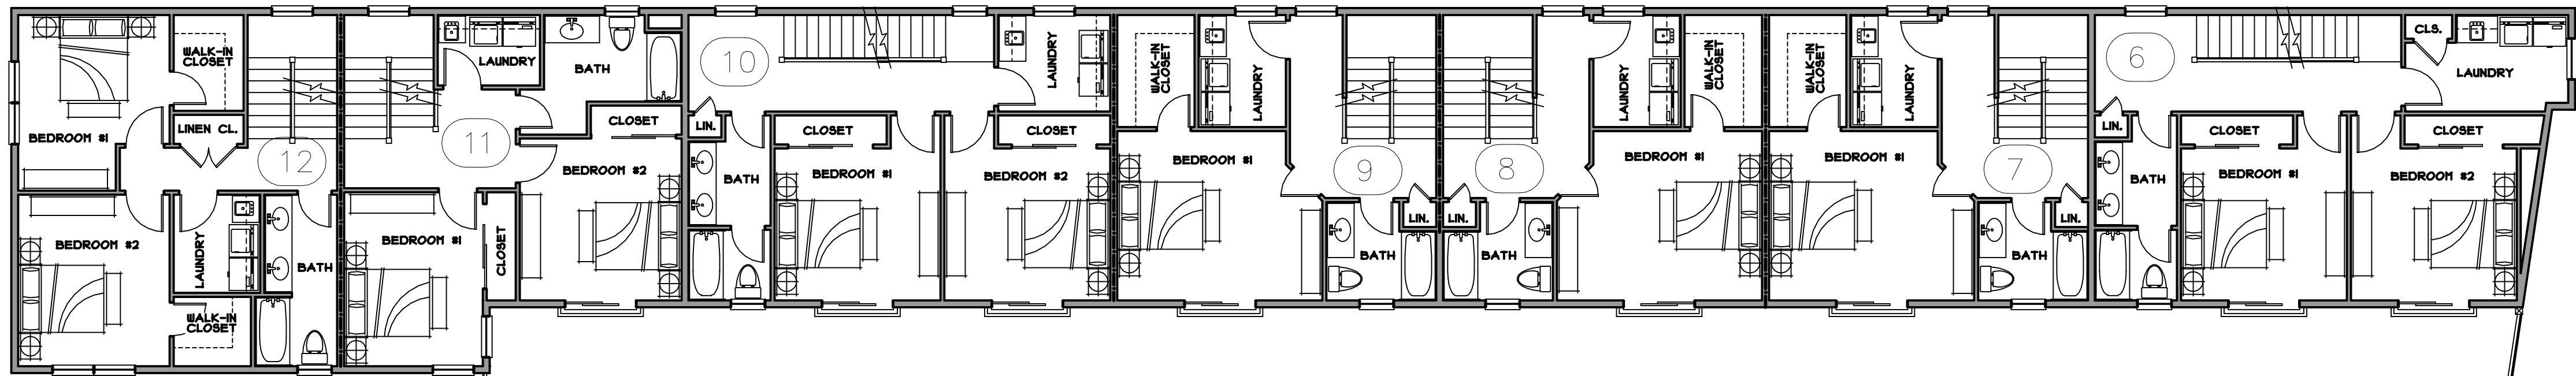 WALK-IN
CLOSET
BEDROOM #1
LINEN CL.
12
BEDROOM #2
LAUNDRY
BATH
WALK-IN
CLOSET
LAUNDRY
BATH
11
CLOSET
BEDROOM #2
BEDROOM #1
CLOSET
10
LAUNDRY
LIN.
CLOSET
CLOSET
BATH
BEDROOM #1
BEDROOM #2
WALK-IN
CLOSET
LAUNDRY
BEDROOM #1
9
LIN.
BATH
8
LIN.
BATH
LAUNDRY
WALK-IN
CLOSET
BEDROOM #1
WALK-IN
CLOSET
LAUNDRY
BEDROOM #1
7
LIN.
BATH
6
CLS.
LAUNDRY
LIN.
CLOSET
CLOSET
BATH
BEDROOM #1
BEDROOM #2